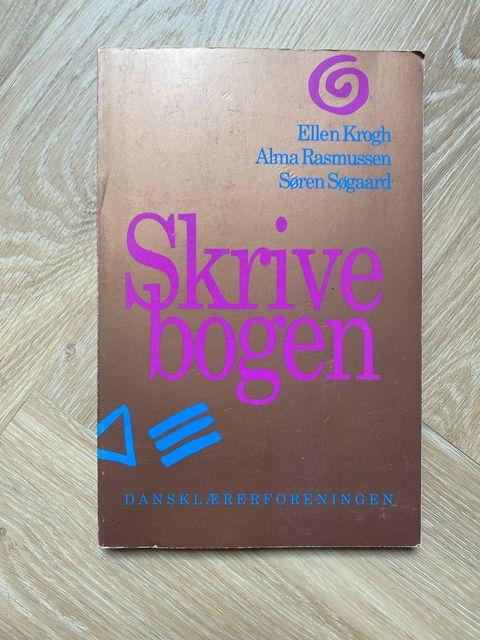 Ellen Krogh
Alma Rasmussen
Søren Søgaard
Skrive
bogen
DANSKLÆRERFORENINGEN